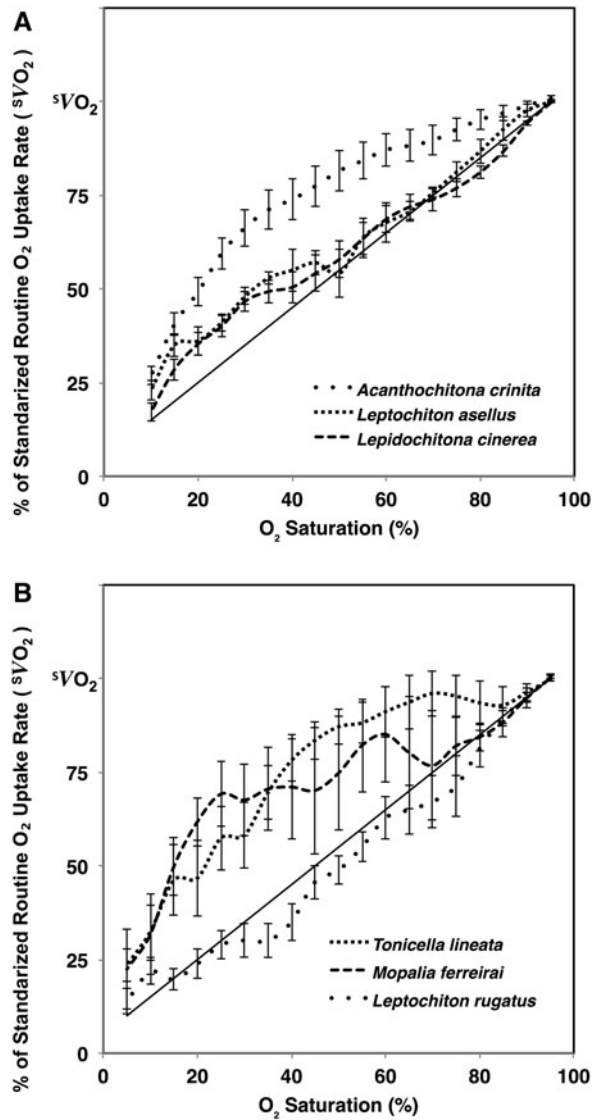 A
% of Standarized Routine O₂ Uptake Rate ( ˢVO₂)
ˢVO₂
75
50
25
0
Acanthochitona crinita
Leptochiton asellus
Lepidochitona cinerea
0 20 40 60 80 100
O₂ Saturation (%)
B
% of Standarized Routine O₂ Uptake Rate ( ˢVO₂)
ˢVO₂
75
50
25
0
Tonicella lineata
Mopalia ferreirai
Leptochiton rugatus
0 20 40 60 80 100
O₂ Saturation (%)